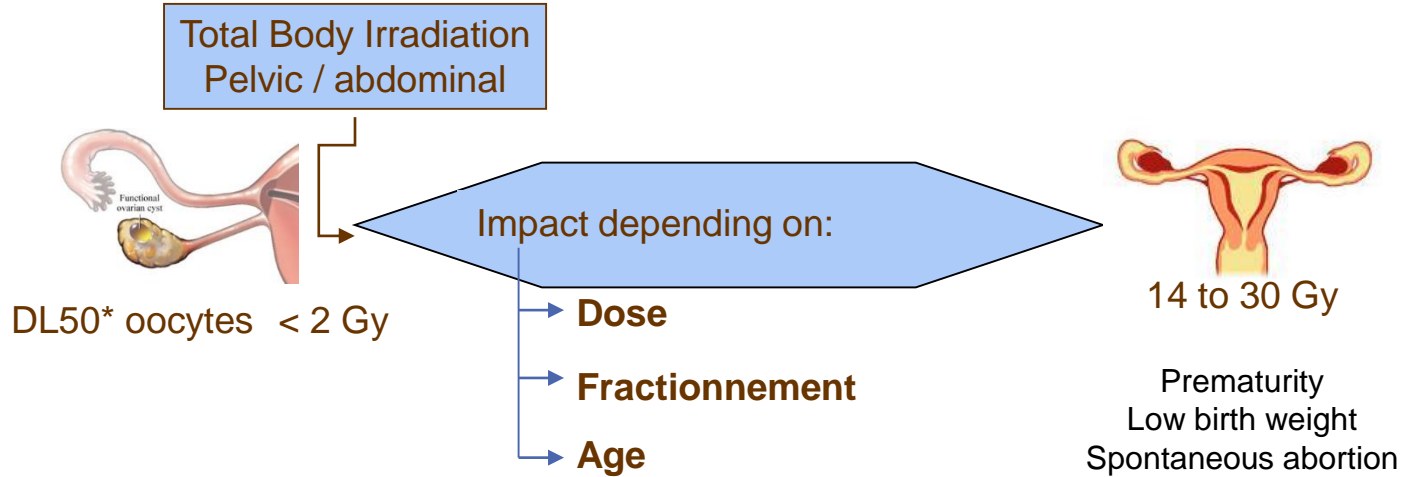 Total Body Irradiation
Pelvic / abdominal
Functional
ovarian cyst
DL50* oocytes < 2 Gy
Impact depending on:
Dose
Fractionnement
Age
14 to 30 Gy
Prematurity
Low birth weight
Spontaneous abortion